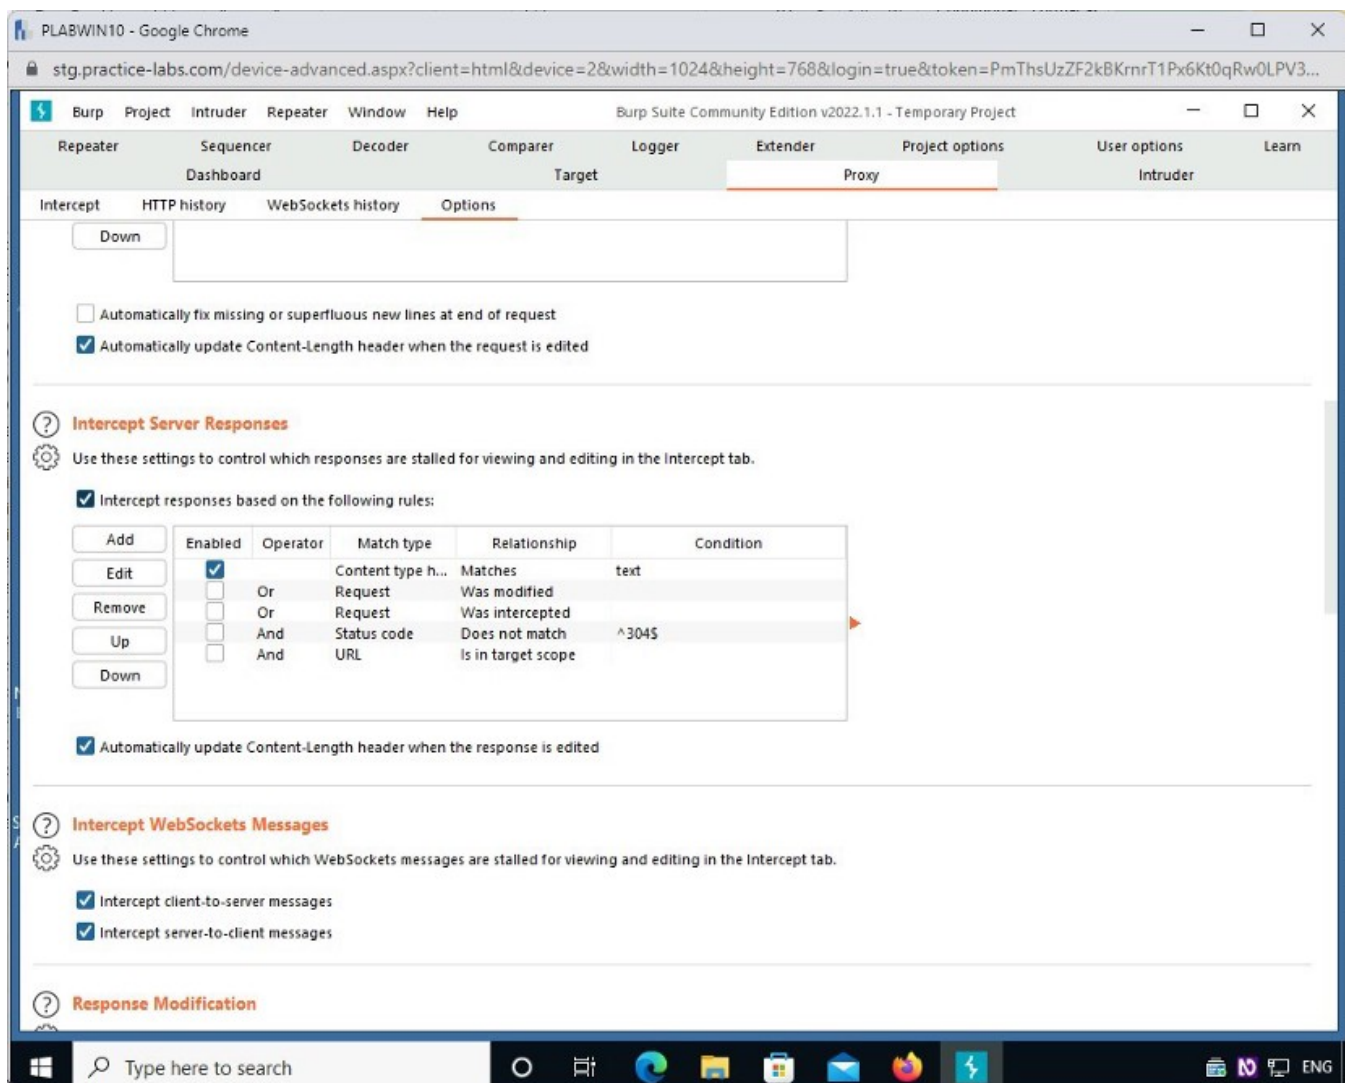 PLABWIN10 - Google Chrome
stg.practice-labs.com/device-advanced.aspx?client=html&device=2&width=1024&height=768&login=true&token=PmThsUzZF2kBKrnrT1Px6Kt0qRw0LPV3...
Burp Project Intruder Repeater Window Help Burp Suite Community Edition v2022.1.1 - Temporary Project
Repeater Sequencer Decoder Comparer Logger Extender Project options User options Learn
Dashboard Target Proxy Intruder
Intercept HTTP history WebSockets history Options
Down
Automatically fix missing or superfluous new lines at end of request
Automatically update Content-Length header when the request is edited
Intercept Server Responses
Use these settings to control which responses are stalled for viewing and editing in the Intercept tab.
Intercept responses based on the following rules:
Add
Edit
Remove
Up
Down
Enabled Operator Match type Relationship Condition
Content type h... Matches text
Or Request Was modified
Or Request Was intercepted
And Status code Does not match ^304$
And URL Is in target scope
Automatically update Content-Length header when the response is edited
Intercept WebSockets Messages
Use these settings to control which WebSockets messages are stalled for viewing and editing in the Intercept tab.
Intercept client-to-server messages
Intercept server-to-client messages
Response Modification
Type here to search ENG